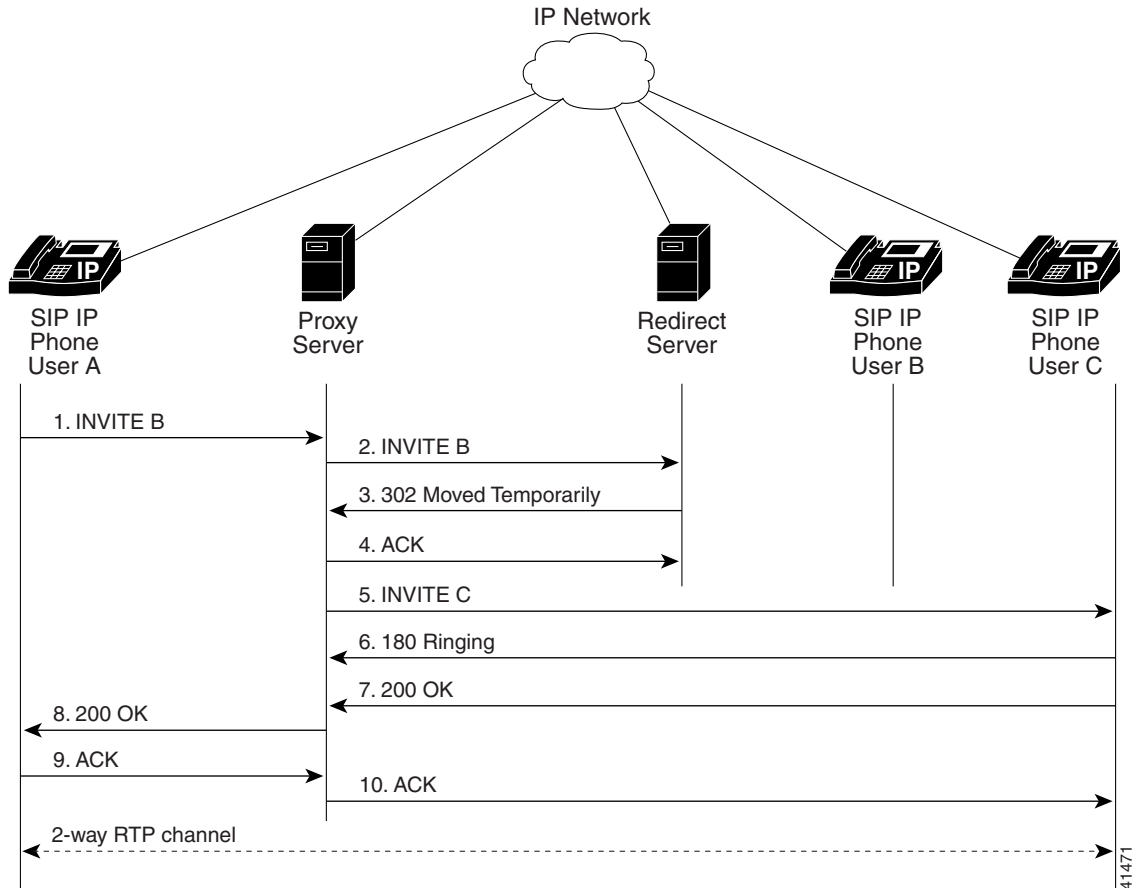 IP Network
IP
IP
IP
SIP IP
Phone
User A
Proxy
Server
Redirect
Server
SIP IP
Phone
User B
SIP IP
Phone
User C
1. INVITE B
2. INVITE B
3. 302 Moved Temporarily
4. ACK
5. INVITE C
6. 180 Ringing
7. 200 OK
8. 200 OK
9. ACK
10. ACK
2-way RTP channel
41471